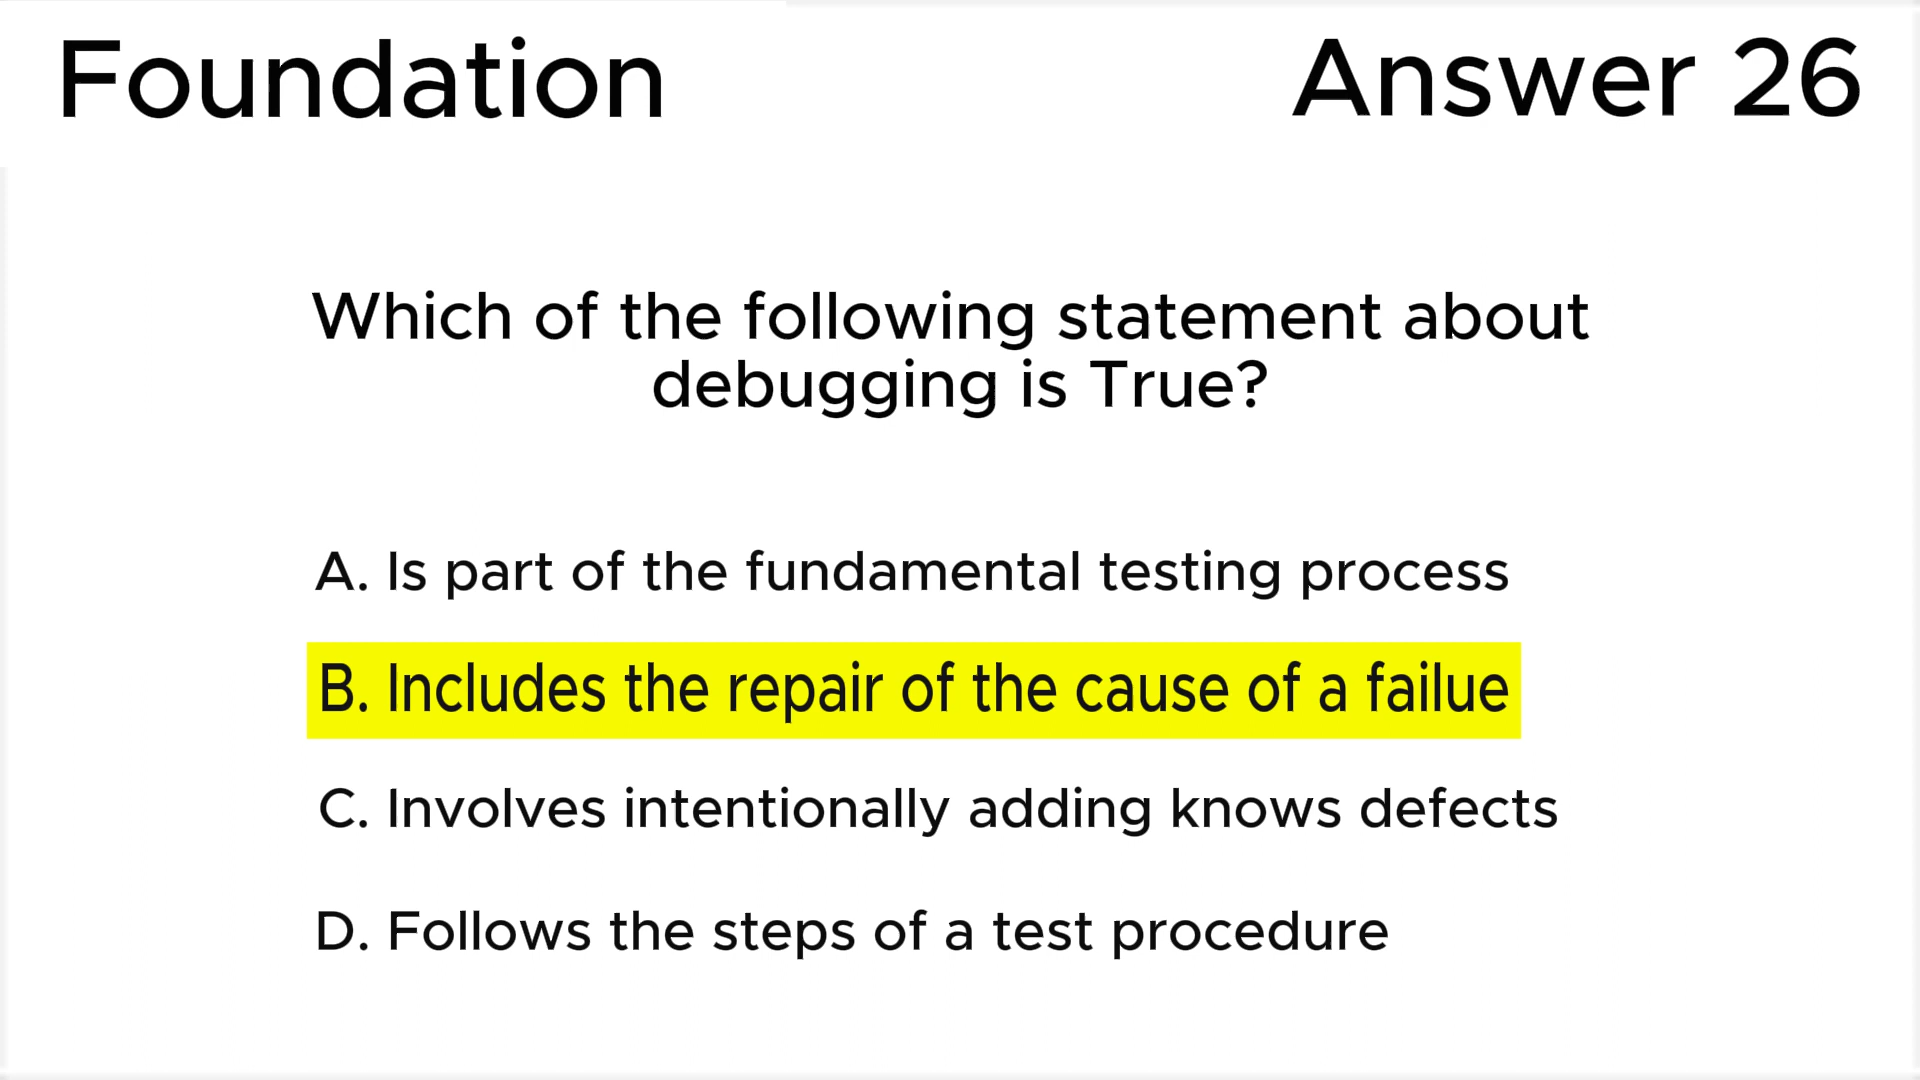 Foundation
Answer 26
Which of the following statement about
debugging is True?
A. Is part of the fundamental testing process
B. Includes the repair of the cause of a failue
C. Involves intentionally adding knows defects
D. Follows the steps of a test procedure